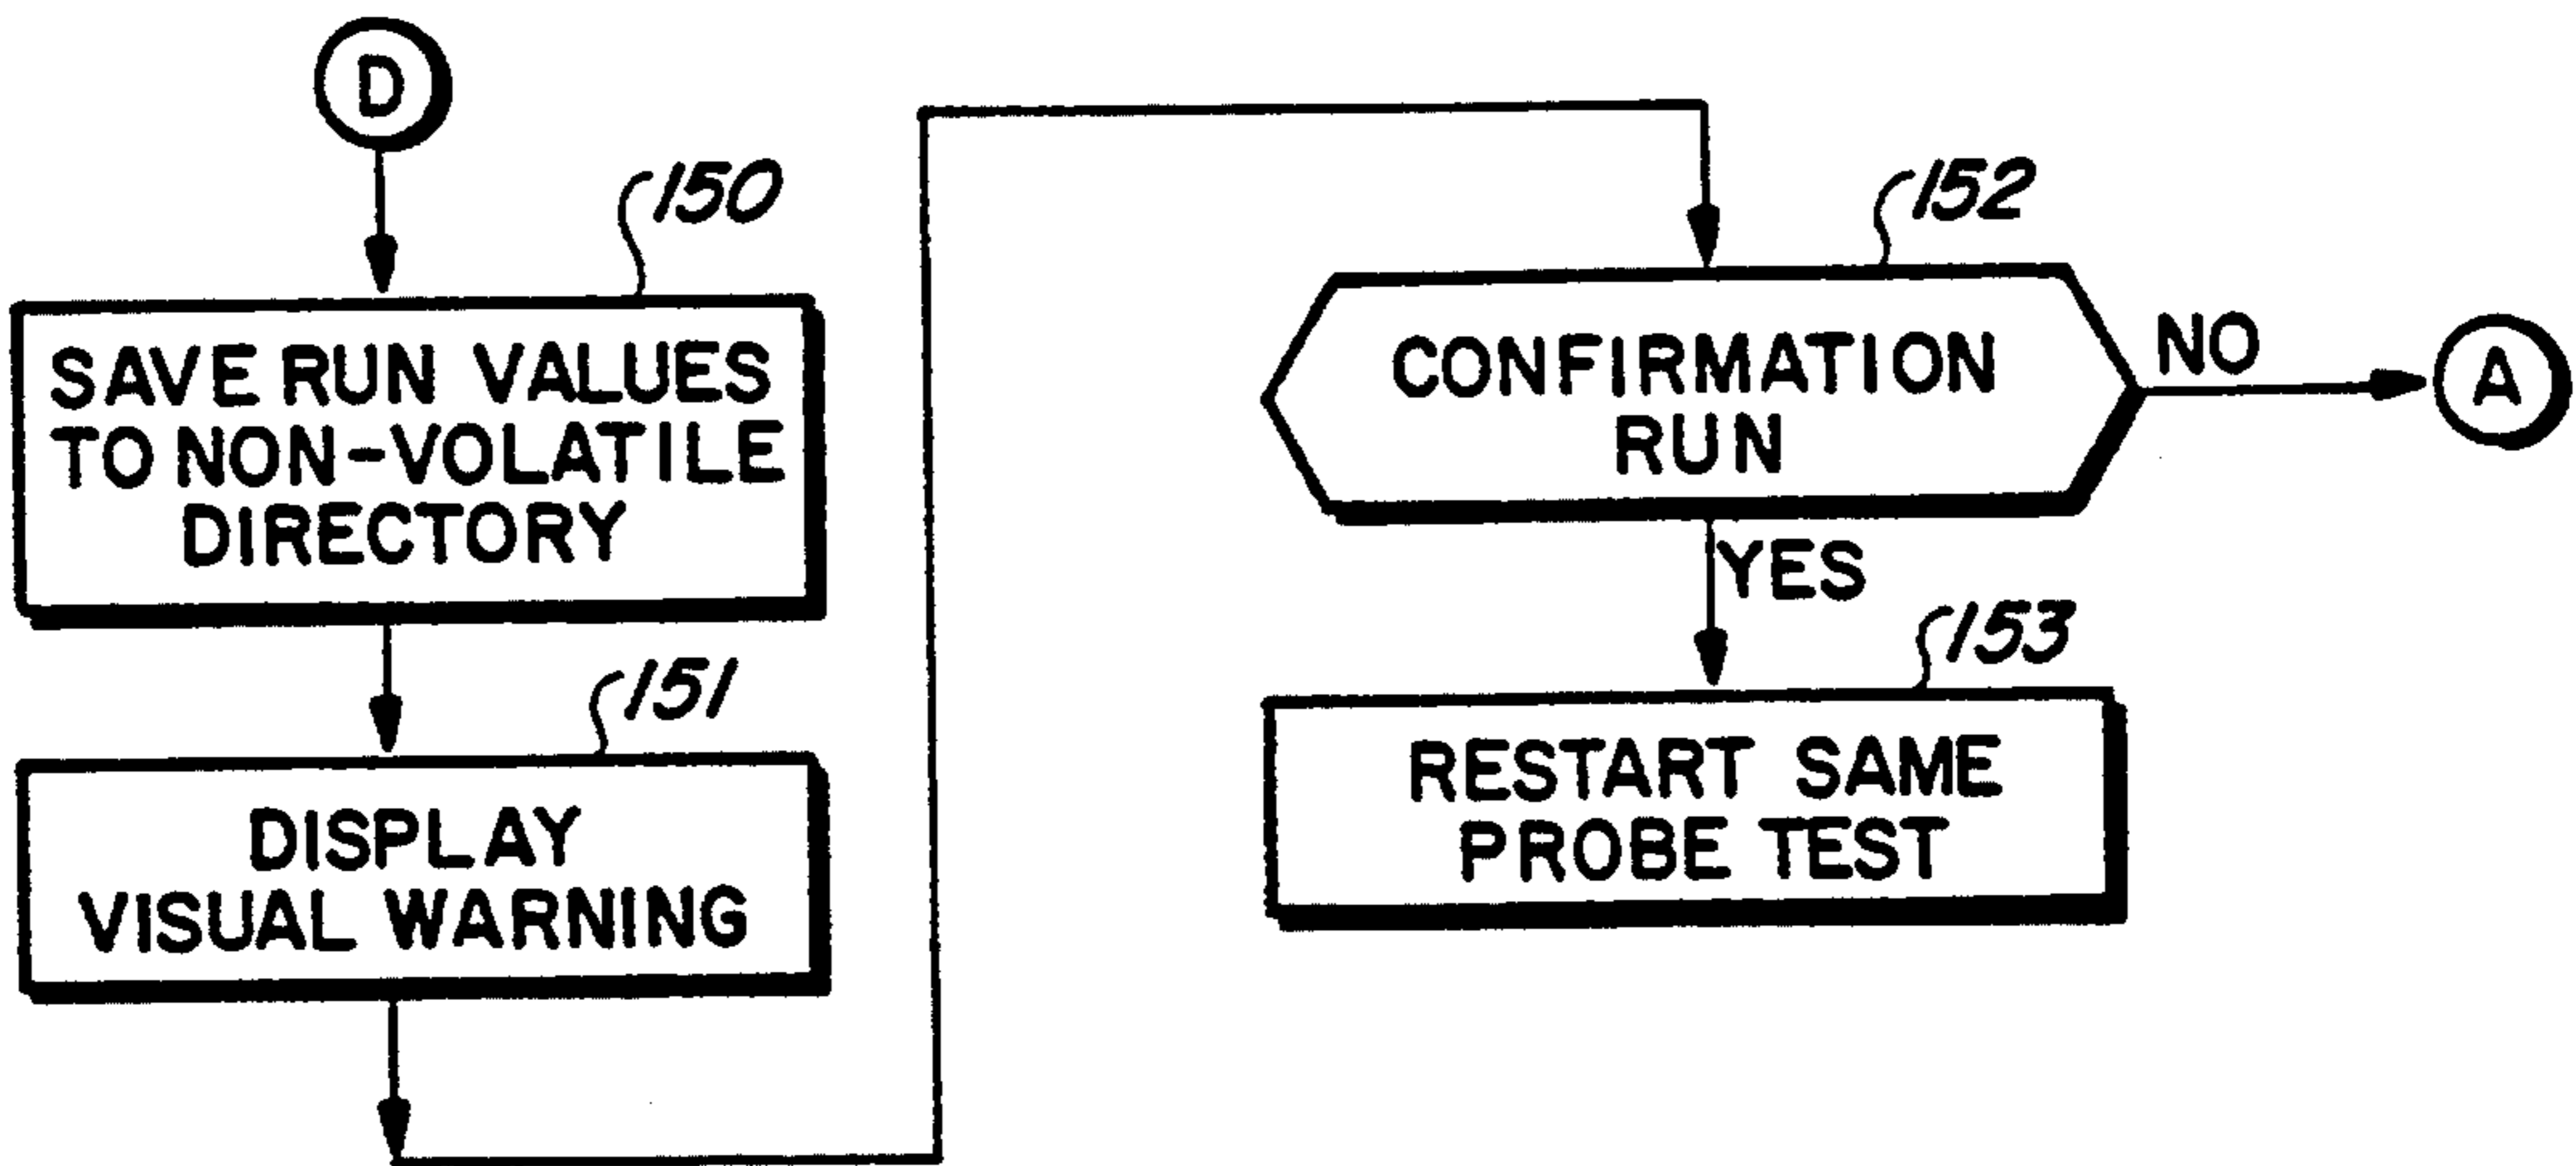 D
150
SAVE RUN VALUES
TO NON-VOLATILE
DIRECTORY
151
DISPLAY
VISUAL WARNING
152
CONFIRMATION
RUN
NO
A
YES
153
RESTART SAME
PROBE TEST